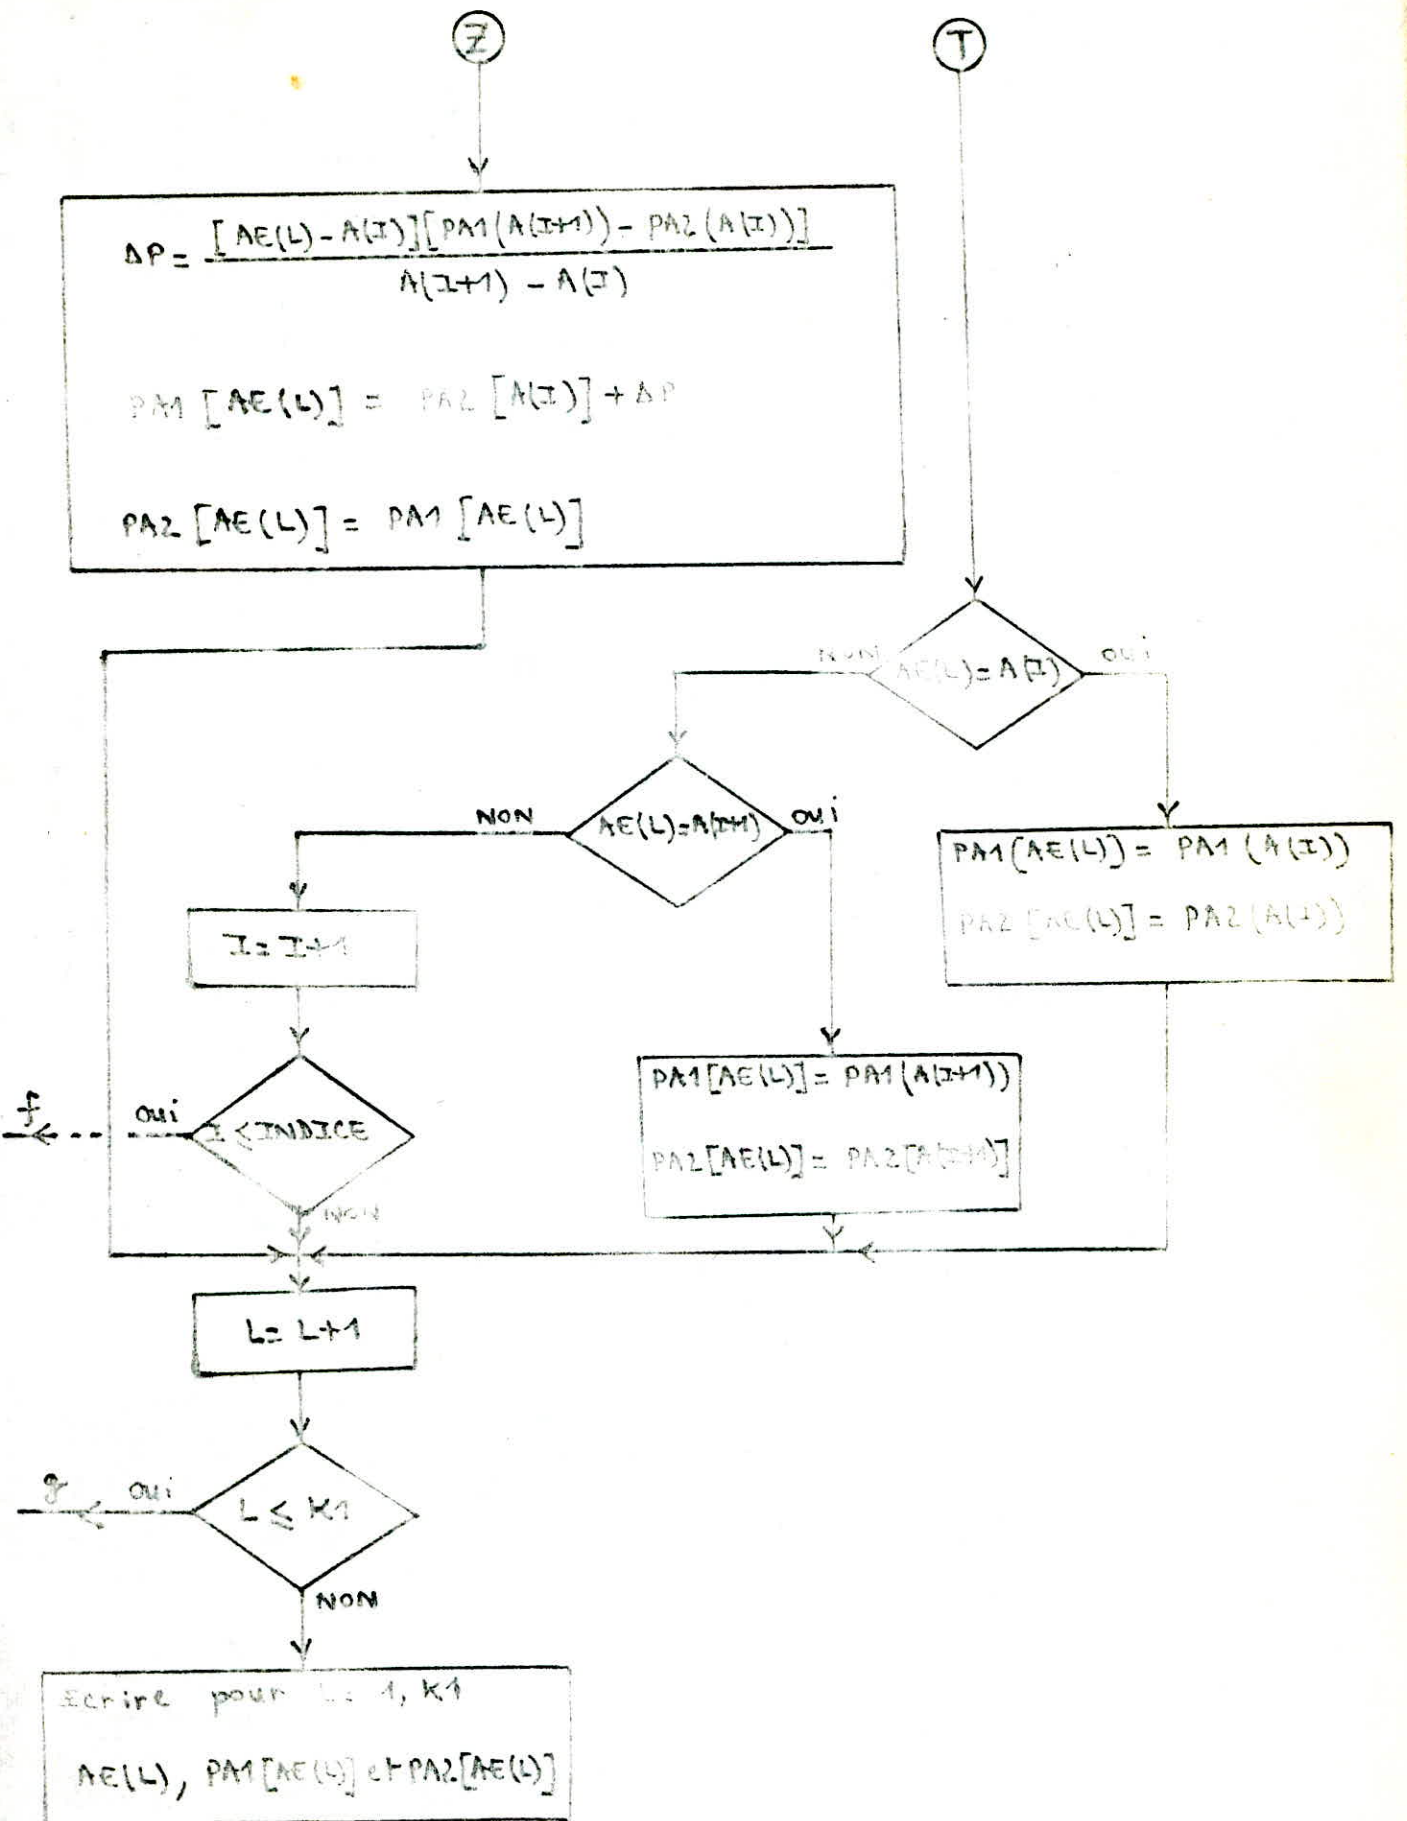 Z
T
ΔP = [AE(L) - A(I)][PA1(A(I+1)) - PA2(A(I))]
A(I+1) - A(I)
PA1 [AE(L)] = PA2 [A(I)] + ΔP
PA2 [AE(L)] = PA1 [AE(L)]
NON
AE(L) = A(I)
oui
NON
AE(L) = A(I+1)
oui
PA1[AE(L)] = PA1(A(I))
PA2[AE(L)] = PA2(A(I))
I = I+1
PA1[AE(L)] = PA1(A(I+1))
PA2[AE(L)] = PA2[A(I+1)]
f
oui
I ≤ INDICE
NON
L = L+1
g
oui
L ≤ K1
NON
Ecrire pour L = 1, K1
AE(L), PA1[AE(L)] et PA2[AE(L)]